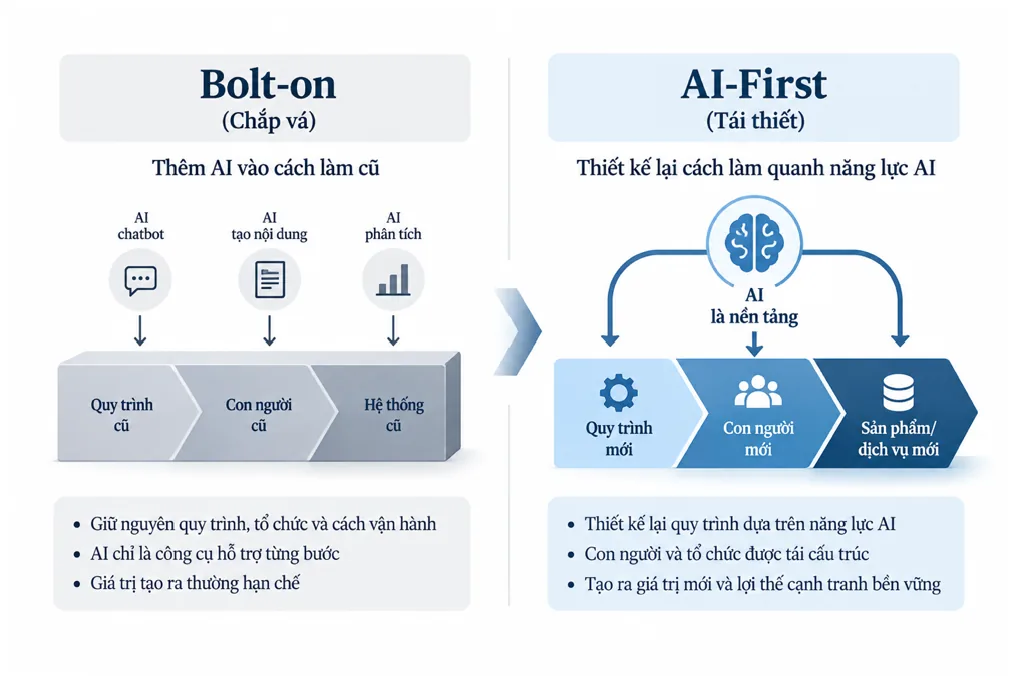 Bolt-on
(Chắp vá)
Thêm AI vào cách làm cũ
AI
chatbot
AI
tạo nội dung
AI
phân tích
Quy trình
cũ
Con người
cũ
Hệ thống
cũ
• Giữ nguyên quy trình, tổ chức và cách vận hành
• AI chỉ là công cụ hỗ trợ từng bước
• Giá trị tạo ra thường hạn chế
AI-First
(Tái thiết)
Thiết kế lại cách làm quanh năng lực AI
AI
là nền tảng
Quy trình
mới
Con người
mới
Sản phẩm/
dịch vụ mới
• Thiết kế lại quy trình dựa trên năng lực AI
• Con người và tổ chức được tái cấu trúc
• Tạo ra giá trị mới và lợi thế cạnh tranh bền vững